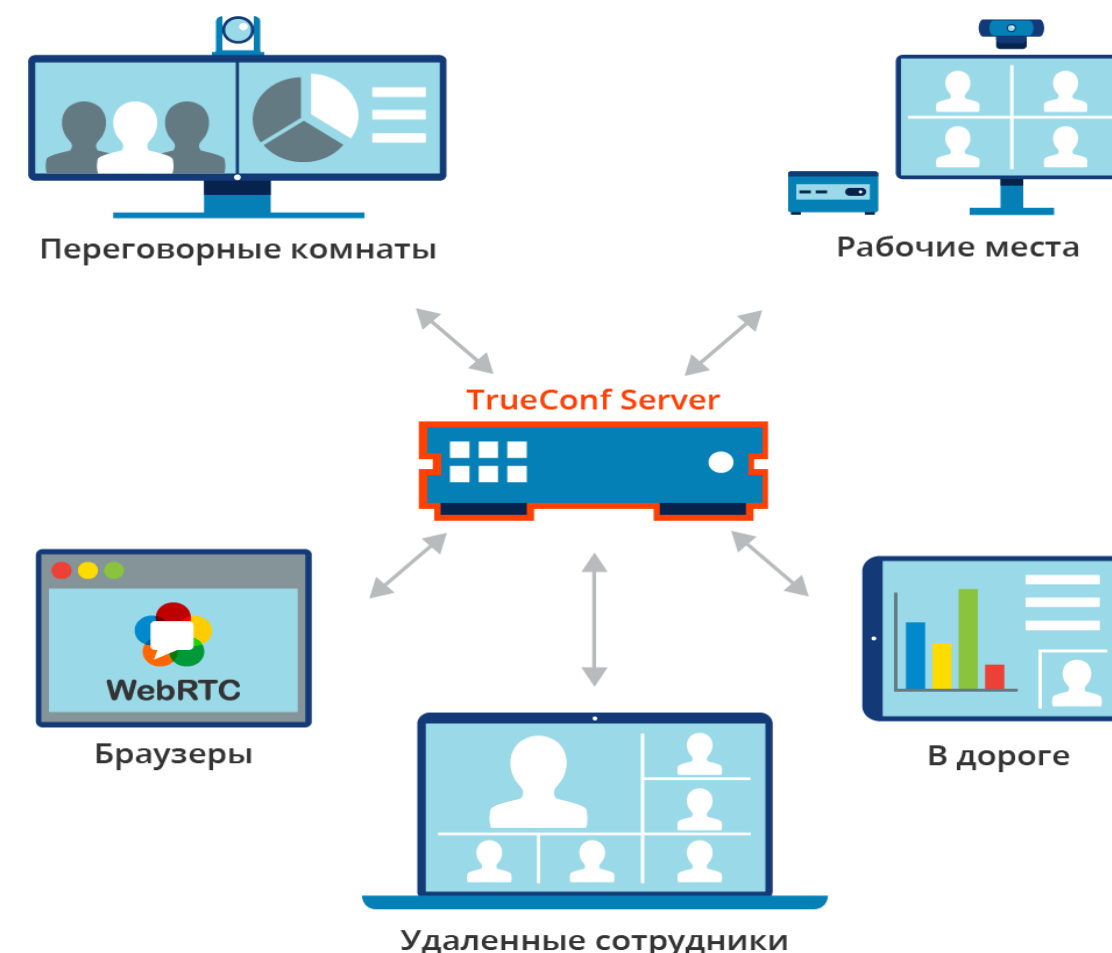 Переговорные комнаты
Рабочие места
TrueConf Server
WebRTC
Браузеры
В дороге
Удаленные сотрудники